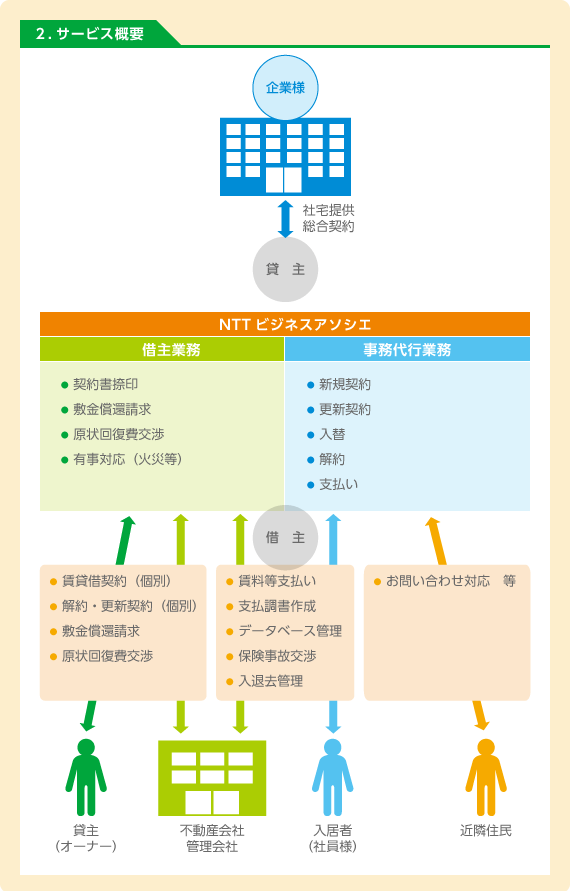 2.サービス概要
企業様
社宅提供
総合契約
貸 主
NTTビジネスアソシエ
借主業務
事務代行業務
● 契約書捺印
● 敷金償還請求
● 原状回復費交渉
● 有事対応（火災等）
● 新規契約
● 更新契約
● 入替
● 解約
● 支払い
借 主
● 賃貸借契約（個別）
● 解約・更新契約（個別）
● 敷金償還請求
● 原状回復費交渉
● 賃料等支払い
● 支払調書作成
● データベース管理
● 保険事故交渉
● 入退去管理
● お問い合わせ対応 等
貸主
（オーナー）
不動産会社
管理会社
入居者
（社員様）
近隣住民